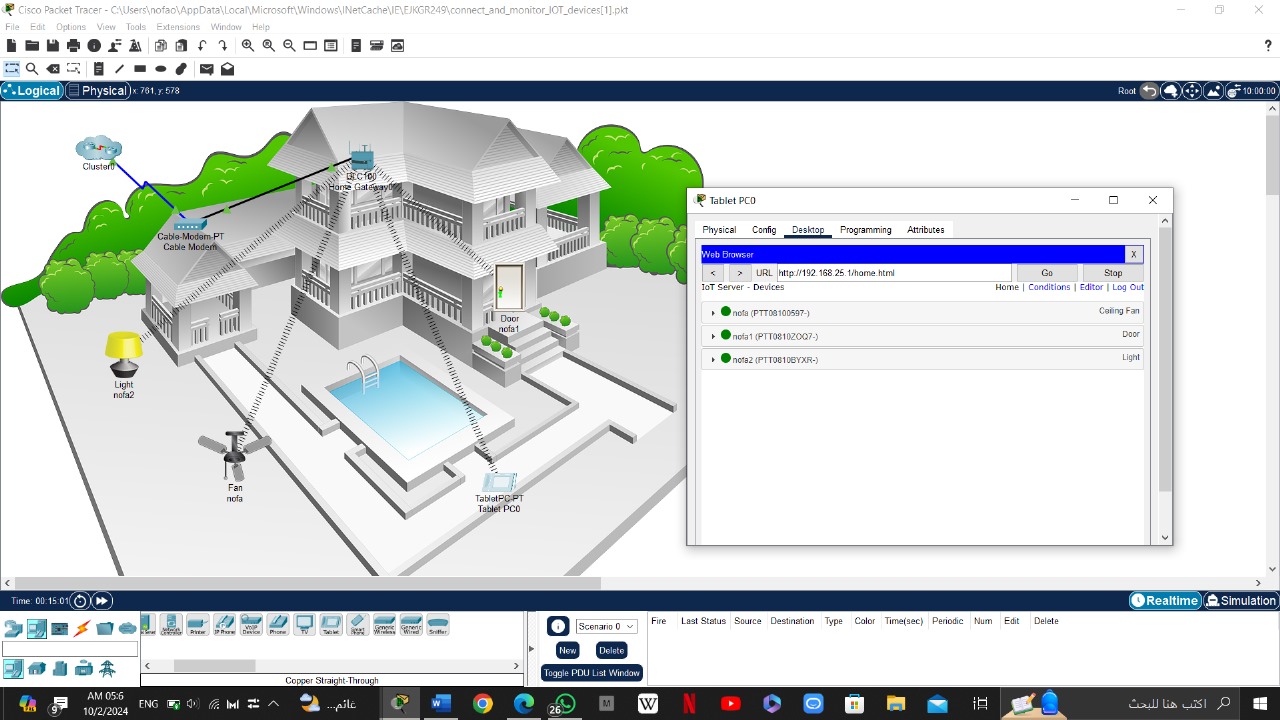 Cisco Packet Tracer - C:\Users\nofao\AppData\Local\Microsoft\Windows\INetCache\IE\EJKGR249\connect_and_monitor_IOT_devices[1].pkt
File Edit Options View Tools Extensions Window Help
?
Logical Physical x: 761, y: 578 Root 10:00:00
Cluster0
DLC100
Home Gateway0
Cable-Modem-PT
Cable Modem
Door
nofa1
Light
nofa2
Fan
nofa
TabletPC-PT
Tablet PC0
Tablet PC0
Physical Config Desktop Programming Attributes
Web Browser X
< > URL http://192.168.25.1/home.html Go Stop
IoT Server - Devices Home | Conditions | Editor | Log Out
nofa (PTT08100597-) Ceiling Fan
nofa1 (PTT0810ZOQ7-) Door
nofa2 (PTT0810BYXR-) Light
Time: 00:15:01 Realtime Simulation
Printer IP Phone VoIP Device Phone TV Tablet Smart Phone Generic Wireless Generic Wired Sniffer
Copper Straight-Through
Scenario 0
New Delete
Toggle PDU List Window
Fire Last Status Source Destination Type Color Time(sec) Periodic Num Edit Delete
AM 05:6
10/2/2024
9
ENG
غائم...
26
اكتب هنا للبحث